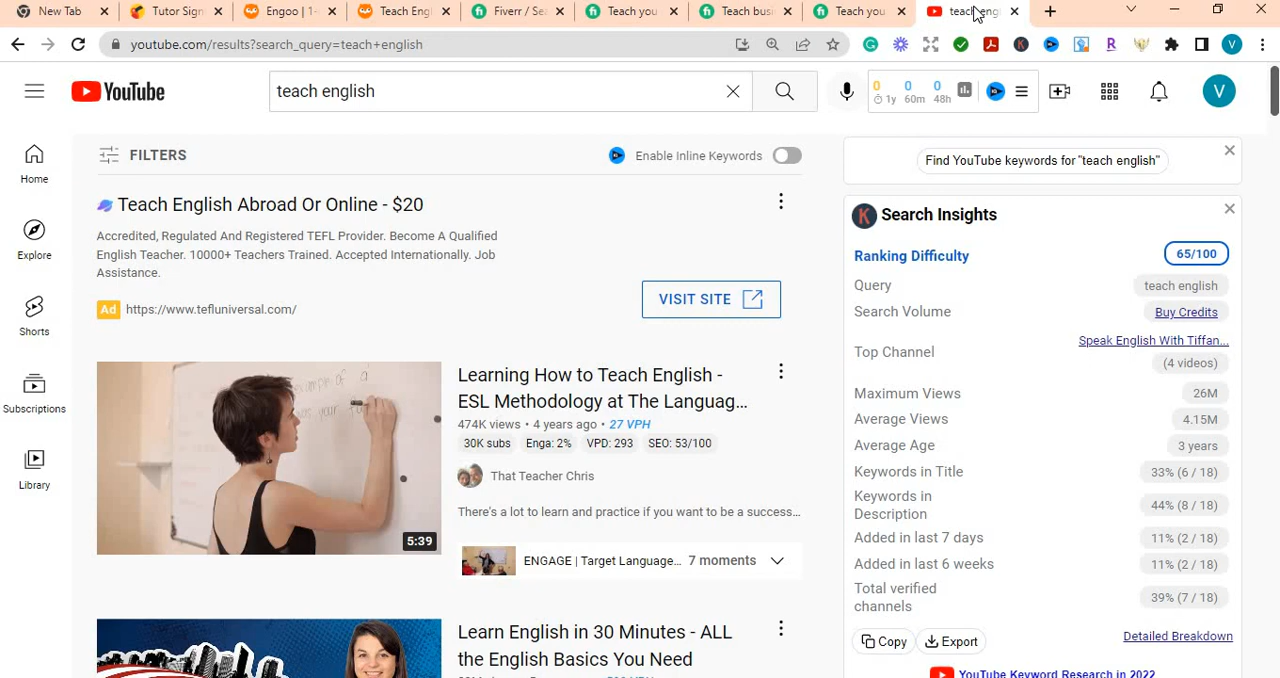 New Tab
Tutor Sign
Engoo | 1-
Teach Engl
Fiverr / Sea
Teach you
Teach busi
Teach you
teach engl
youtube.com/results?search_query=teach+english
V
YouTube
teach english
0 0 0
1y 60m 48h
V
Home
Explore
Shorts
Subscriptions
Library
FILTERS
Enable Inline Keywords
Teach English Abroad Or Online - $20
Accredited, Regulated And Registered TEFL Provider. Become A Qualified
English Teacher. 10000+ Teachers Trained. Accepted Internationally. Job
Assistance.
Ad https://www.tefluniversal.com/
VISIT SITE
5:39
Learning How to Teach English -
ESL Methodology at The Languag...
474K views • 4 years ago • 27 VPH
30K subs Enga: 2% VPD: 293 SEO: 53/100
That Teacher Chris
There's a lot to learn and practice if you want to be a success...
ENGAGE | Target Language... 7 moments
Learn English in 30 Minutes - ALL
the English Basics You Need
Find YouTube keywords for "teach english"
K Search Insights
Ranking Difficulty 65/100
Query teach english
Search Volume Buy Credits
Top Channel Speak English With Tiffan...
(4 videos)
Maximum Views 26M
Average Views 4.15M
Average Age 3 years
Keywords in Title 33% (6 / 18)
Keywords in
Description 44% (8 / 18)
Added in last 7 days 11% (2 / 18)
Added in last 6 weeks 11% (2 / 18)
Total verified
channels 39% (7 / 18)
Copy Export Detailed Breakdown
YouTube Keyword Research in 2022